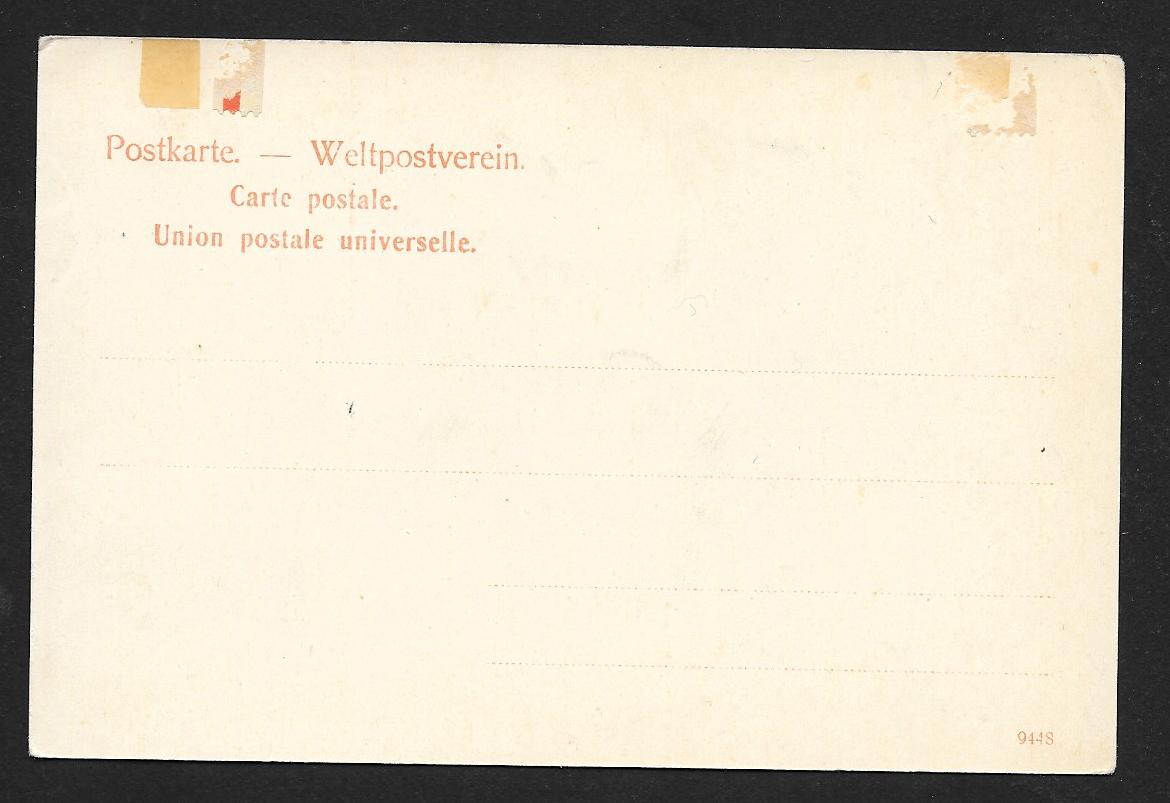 Postkarte. — Weltpostverein.
Carte postale.
Union postale universelle.
9448